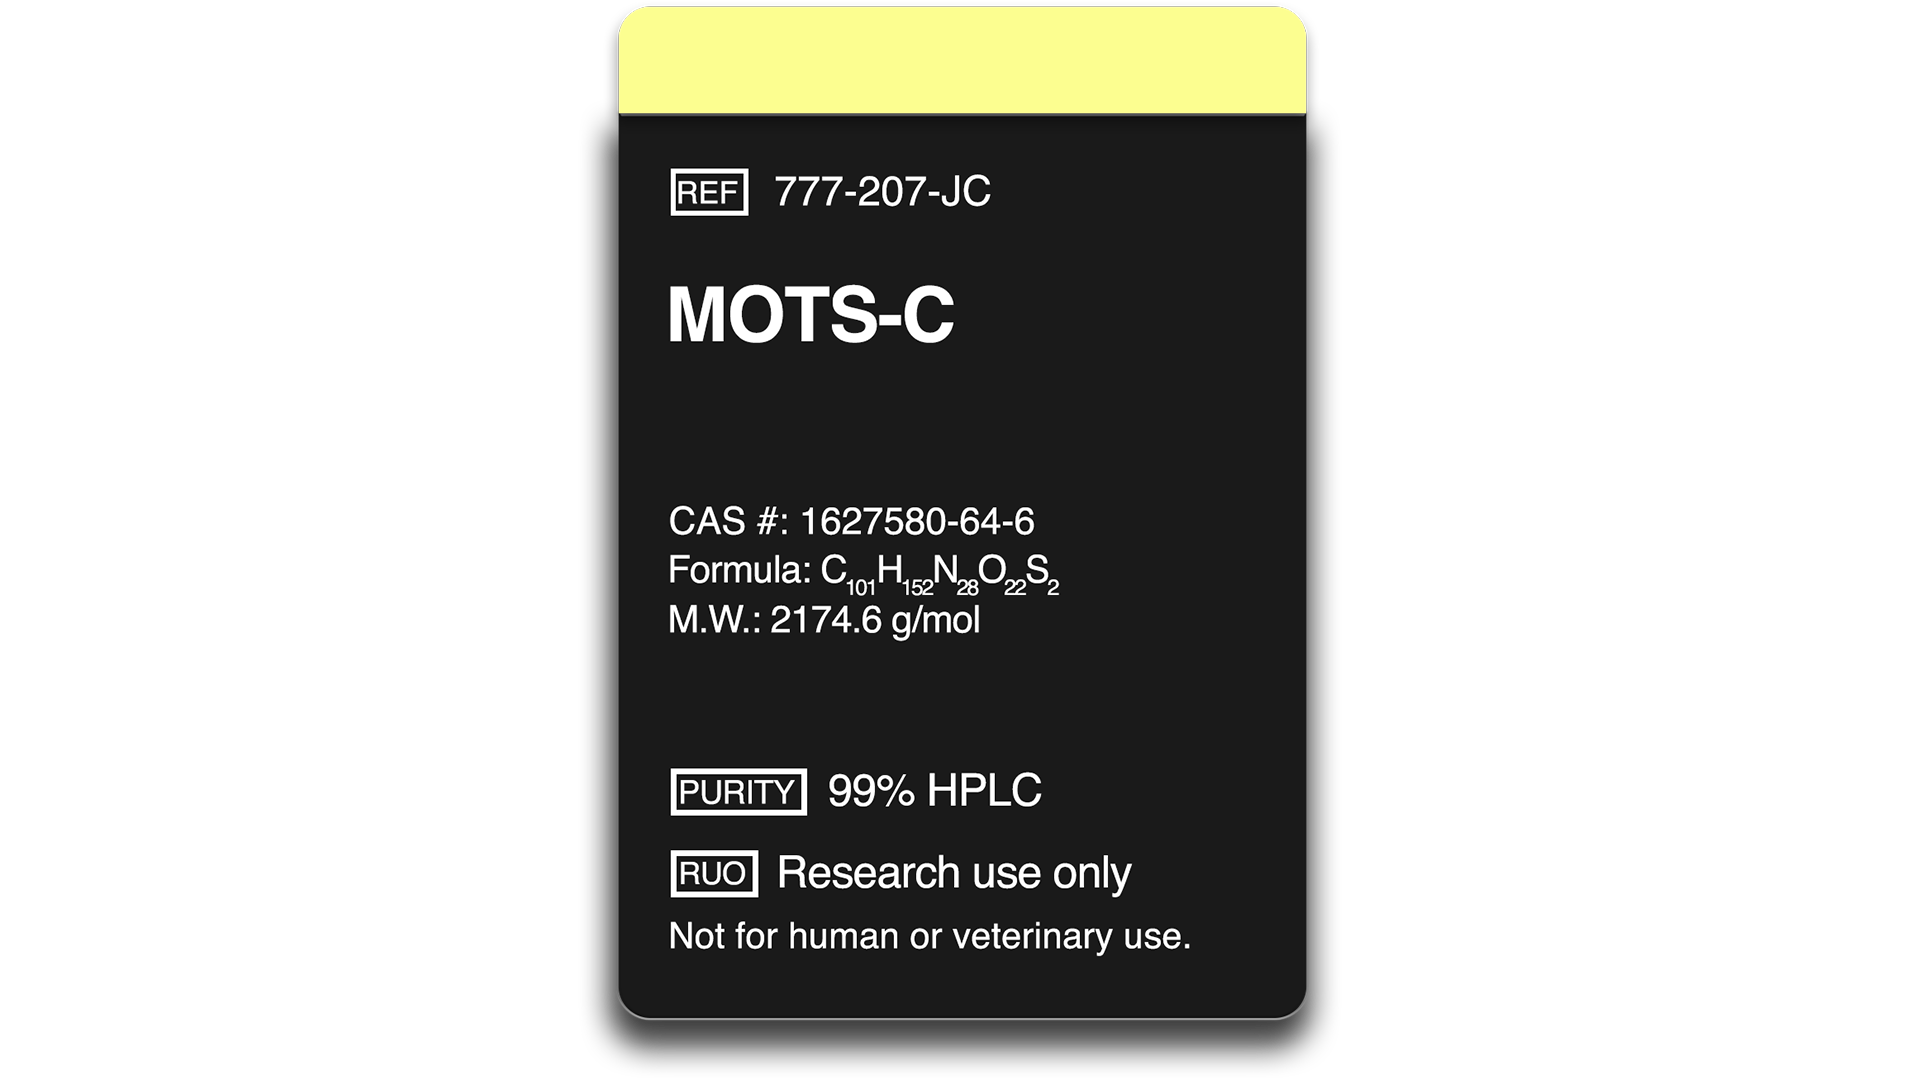 REF 777-207-JC
MOTS-C
CAS #: 1627580-64-6
Formula: C₁₀₁H₁₅₂N₂₈O₂₂S₂
M.W.: 2174.6 g/mol
PURITY 99% HPLC
RUO Research use only
Not for human or veterinary use.